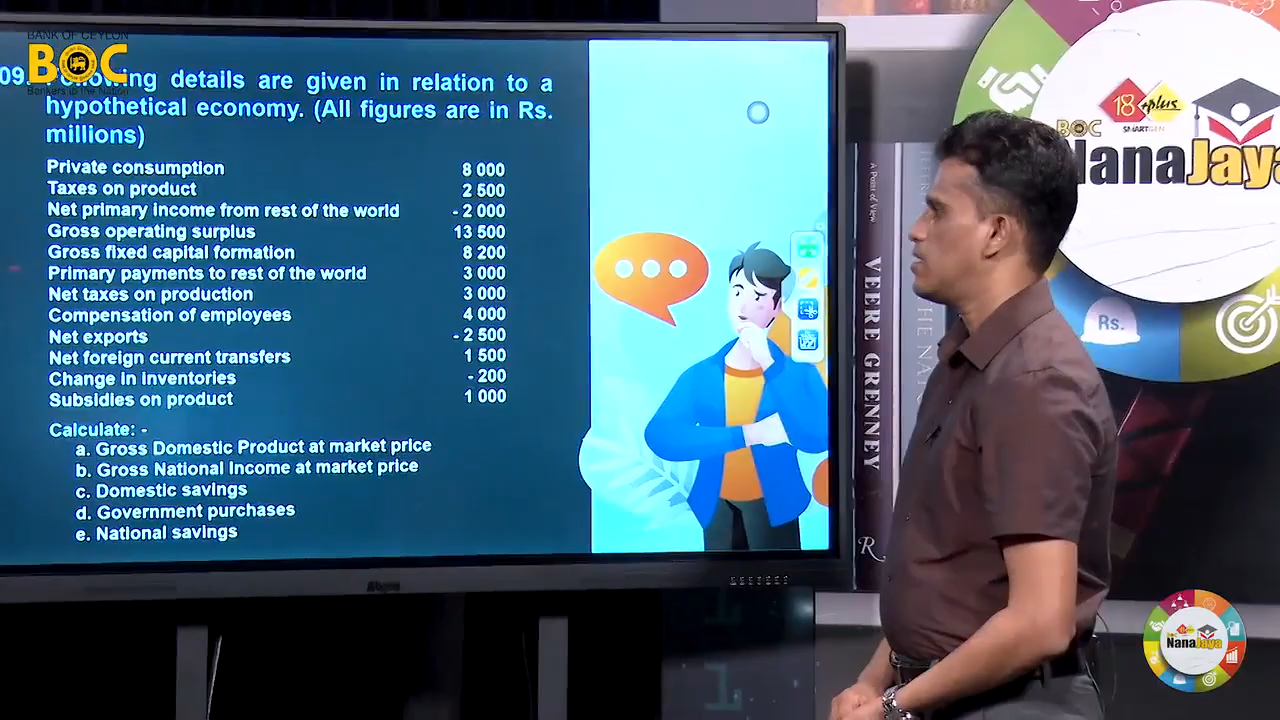 BANK OF CEYLON
BOC
Bankers to the Nation
09. Following details are given in relation to a
hypothetical economy. (All figures are in Rs.
millions)
Private consumption 8 000
Taxes on product 2 500
Net primary income from rest of the world - 2 000
Gross operating surplus 13 500
Gross fixed capital formation 8 200
Primary payments to rest of the world 3 000
Net taxes on production 3 000
Compensation of employees 4 000
Net exports - 2 500
Net foreign current transfers 1 500
Change in inventories - 200
Subsidies on product 1 000
Calculate: -
a. Gross Domestic Product at market price
b. Gross National Income at market price
c. Domestic savings
d. Government purchases
e. National savings
A Point of View
VEERE GRENNEY
R
18 +plus
BOC SMARTGEN
NanaJaya
Rs.
NanaJaya